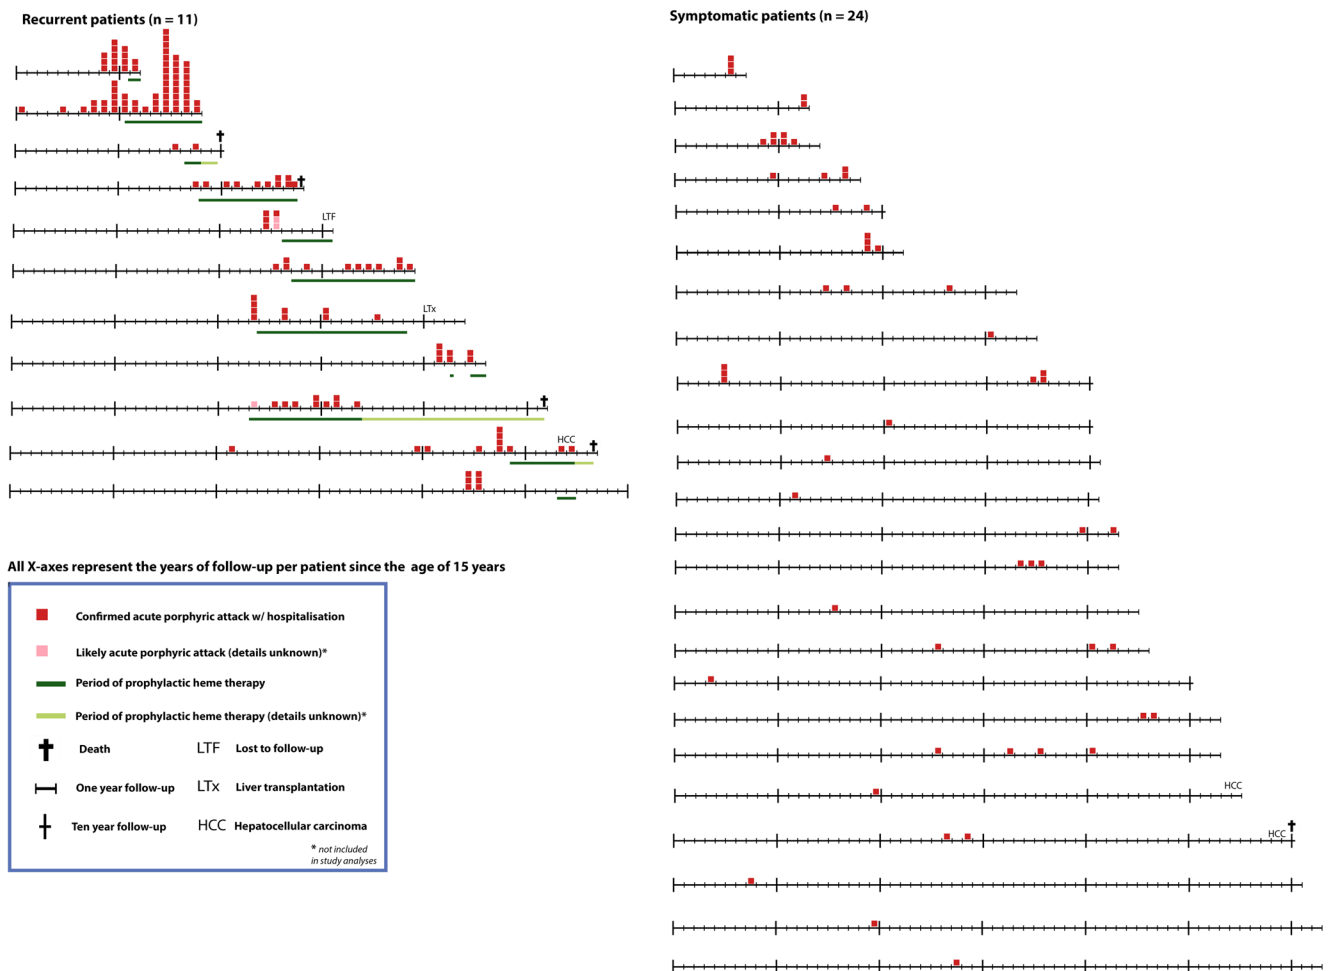 Recurrent patients (n = 11)
Symptomatic patients (n = 24)
LTF
LTx
HCC
HCC
HCC
All X-axes represent the years of follow-up per patient since the age of 15 years
Confirmed acute porphyric attack w/ hospitalisation
Likely acute porphyric attack (details unknown)*
Period of prophylactic heme therapy
Period of prophylactic heme therapy (details unknown)*
Death LTF Lost to follow-up
One year follow-up LTx Liver transplantation
Ten year follow-up HCC Hepatocellular carcinoma
* not included
in study analyses